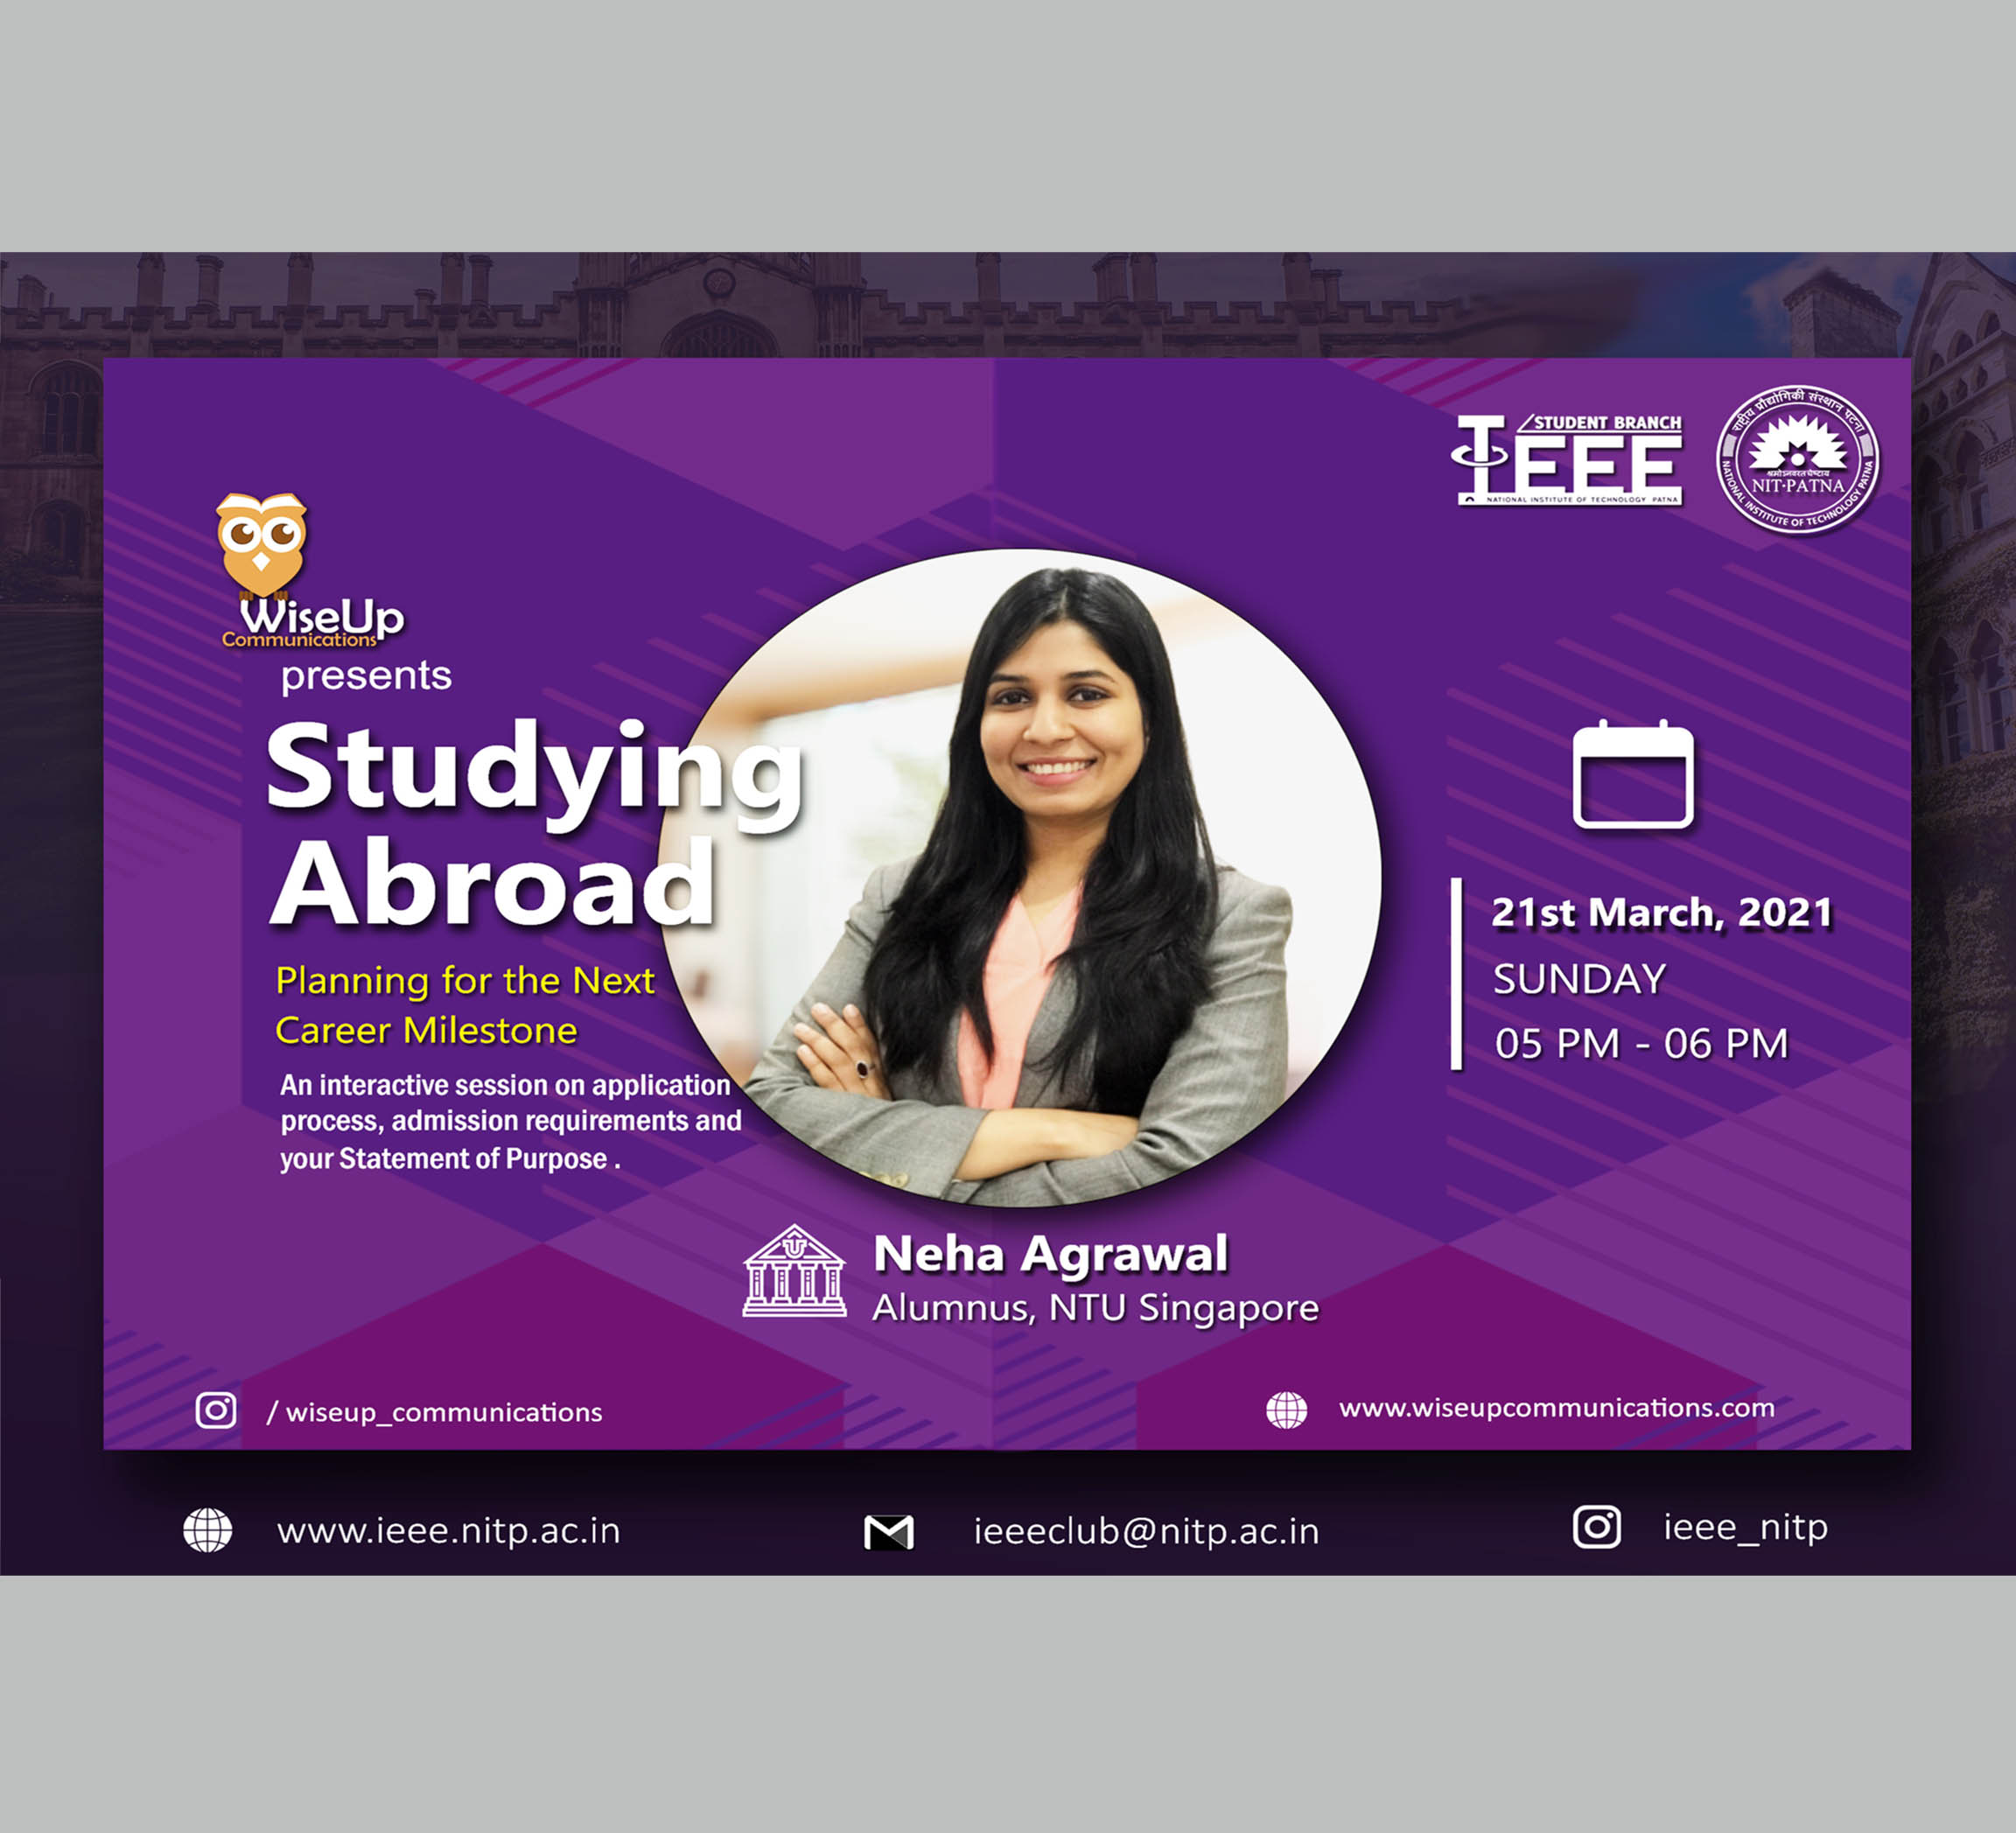 STUDENT BRANCH
IEEE
NATIONAL INSTITUTE OF TECHNOLOGY PATNA
राष्ट्रीय प्रौद्योगिकी संस्थान पटना
NIT-PATNA
NATIONAL INSTITUTE OF TECHNOLOGY PATNA
WiseUp
Communications
presents
Studying
Abroad
Planning for the Next
Career Milestone
An interactive session on application
process, admission requirements and
your Statement of Purpose .
21st March, 2021
SUNDAY
05 PM - 06 PM
Neha Agrawal
Alumnus, NTU Singapore
/ wiseup_communications
www.wiseupcommunications.com
www.ieee.nitp.ac.in
ieeeclub@nitp.ac.in
ieee_nitp